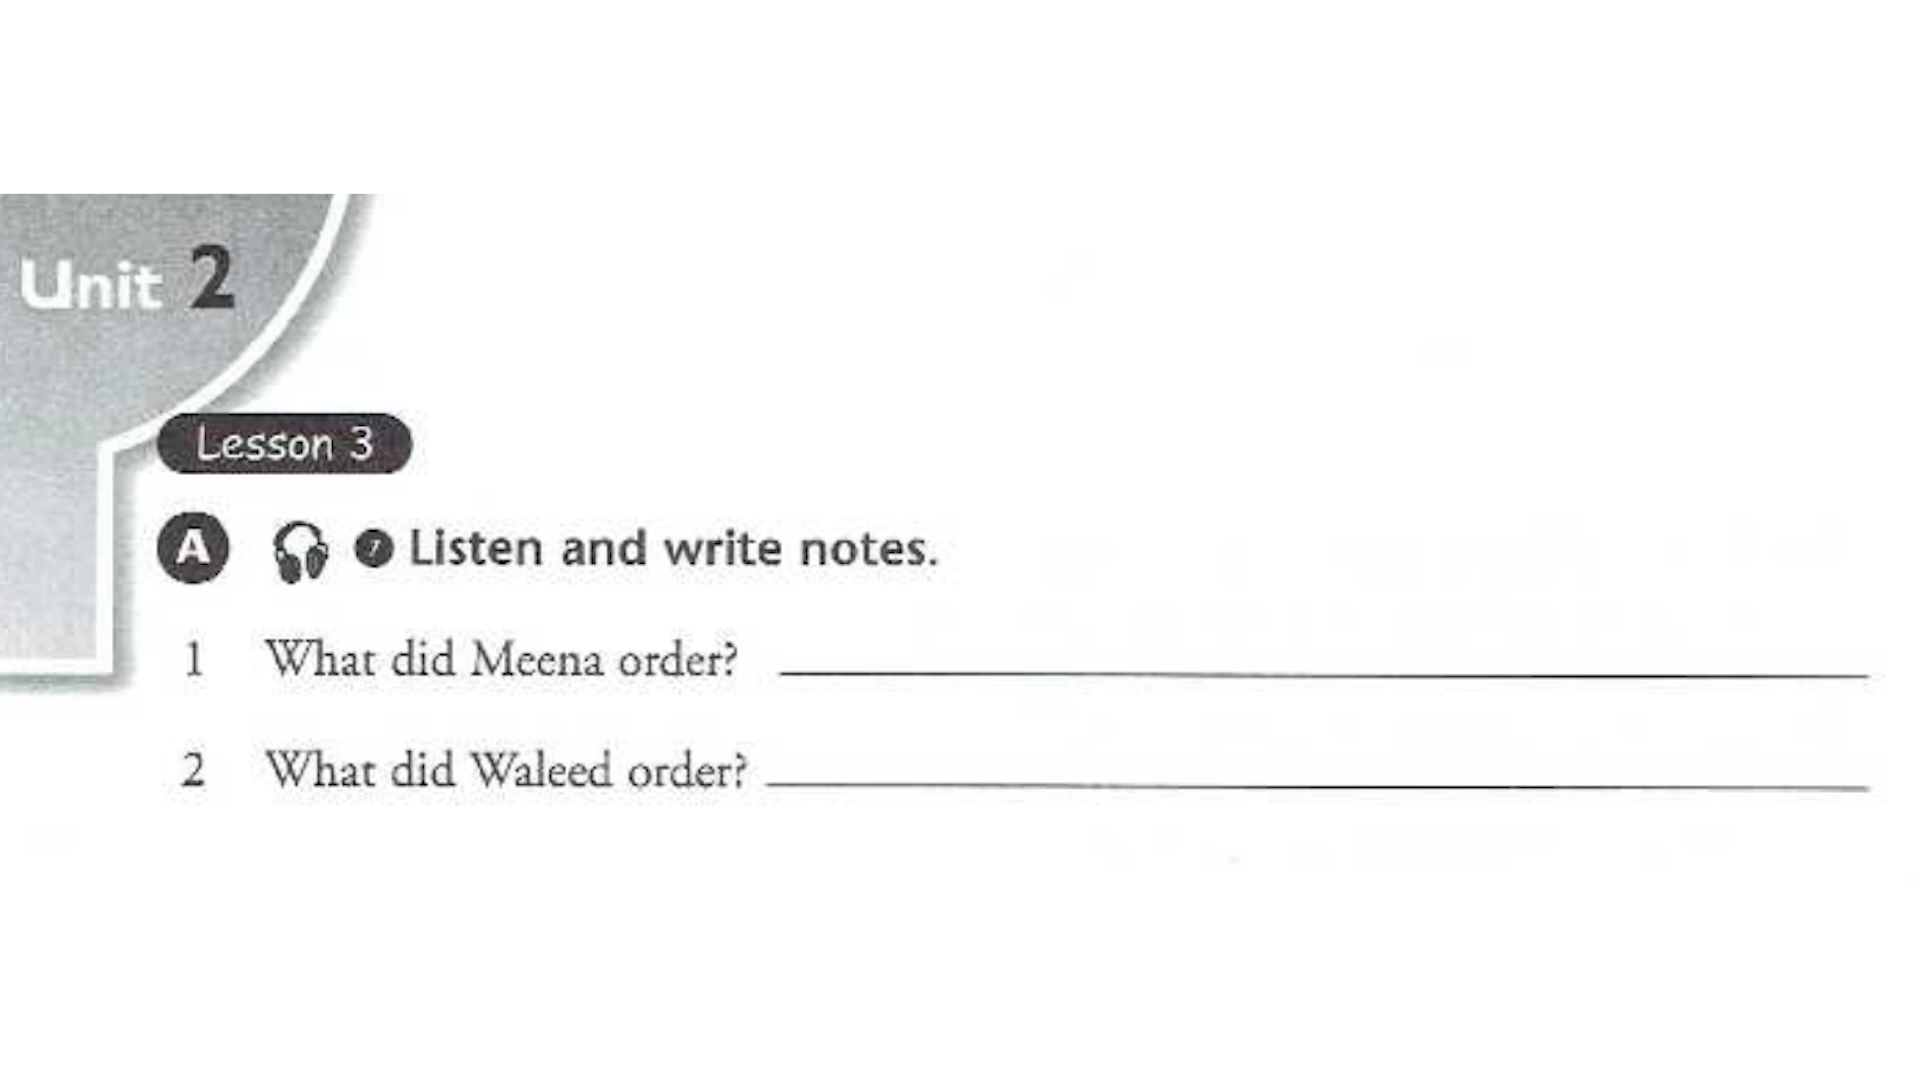 Unit 2
Lesson 3
A 7 Listen and write notes.
1 What did Meena order?
2 What did Waleed order?